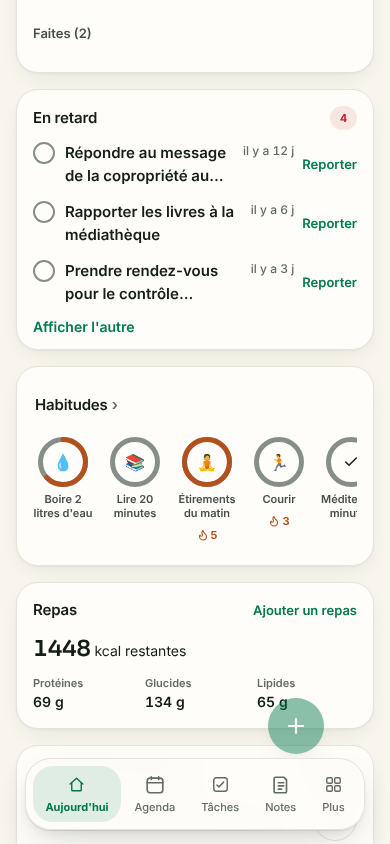 Faites (2)
En retard
4
Répondre au message
de la copropriété au…
il y a 12 j
Reporter
Rapporter les livres à la
médiathèque
il y a 6 j
Reporter
Prendre rendez-vous
pour le contrôle…
il y a 3 j
Reporter
Afficher l'autre
Habitudes ›
Boire 2
litres d'eau
Lire 20
minutes
Étirements
du matin
5
Courir
3
Médite
minut
Repas
Ajouter un repas
1448 kcal restantes
Protéines
69 g
Glucides
134 g
Lipides
65 g
Aujourd'hui
Agenda
Tâches
Notes
Plus